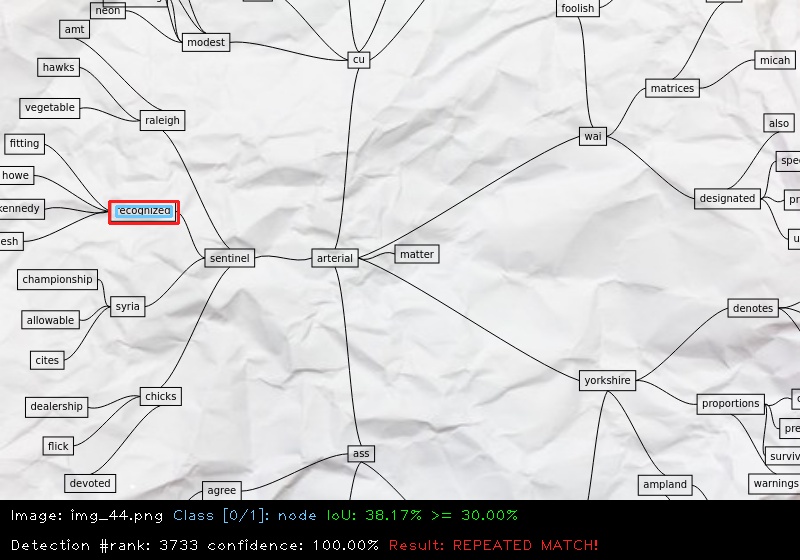 neon
foolish
amt
modest
cu
hawks
micah
matrices
vegetable
raleigh
also
wai
fitting
howe
designated
kennedy
ecognized
esh
sentinel
arterial
matter
championship
syria
denotes
allowable
cites
yorkshire
chicks
dealership
proportions
pre
flick
ass
surviv
devoted
agree
ampland
warnings
Image: img_44.png Class [0/1]: node IoU: 38.17% >= 30.00%
Detection #rank: 3733 confidence: 100.00% Result: REPEATED MATCH!